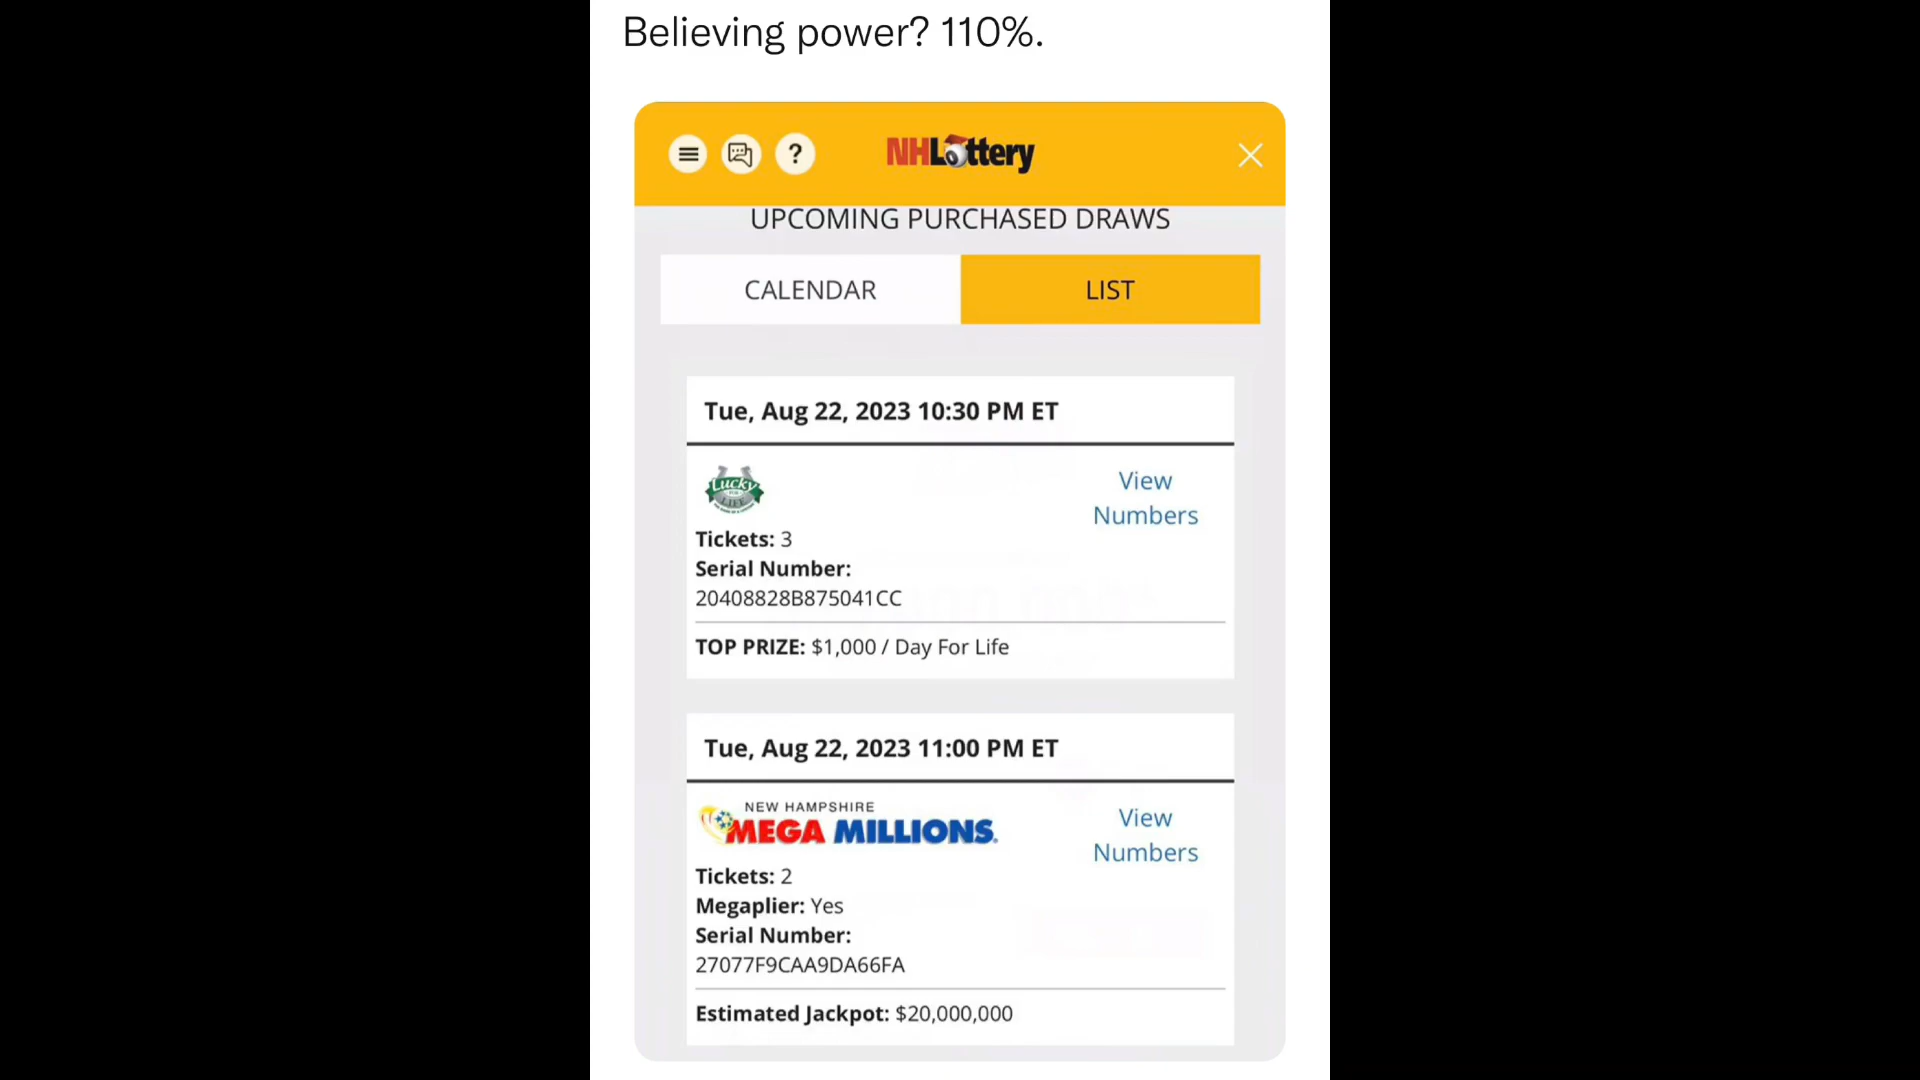 Believing power? 110%.
?
NHLottery
UPCOMING PURCHASED DRAWS
CALENDAR
LIST
Tue, Aug 22, 2023 10:30 PM ET
Lucky
FOR
LIFE
View
Numbers
Tickets: 3
Serial Number:
20408828B875041CC
TOP PRIZE: $1,000 / Day For Life
Tue, Aug 22, 2023 11:00 PM ET
NEW HAMPSHIRE
MEGA MILLIONS®
View
Numbers
Tickets: 2
Megaplier: Yes
Serial Number:
27077F9CAA9DA66FA
Estimated Jackpot: $20,000,000